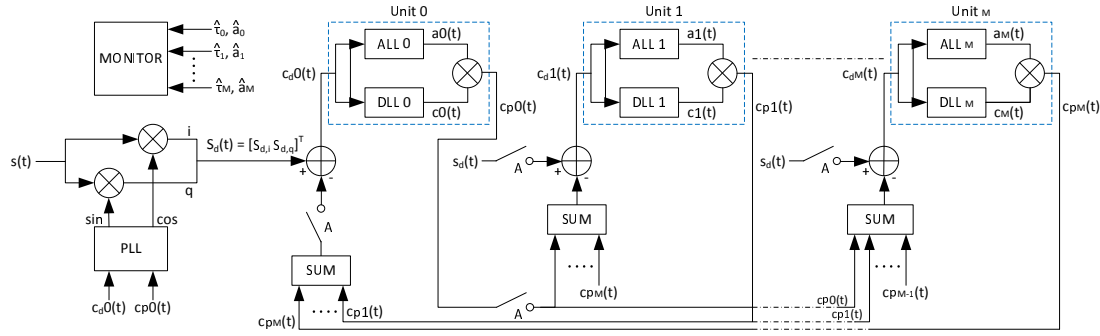 Unit 0
Unit 1
Unit M
MONITOR
τ̂0, â0
τ̂1, â1
τ̂M, âM
ALL 0
a0(t)
DLL 0
c0(t)
cd0(t)
cp0(t)
ALL 1
a1(t)
DLL 1
c1(t)
cd1(t)
cp1(t)
ALL M
aM(t)
DLL M
cM(t)
cdM(t)
cpM(t)
s(t)
i
q
Sd(t) = [Sd,i Sd,q]T
+
-
sd(t)
A
+
-
sd(t)
A
+
-
sin
cos
PLL
cd0(t)
cp0(t)
A
SUM
cpM(t)
....
cp1(t)
A
SUM
....
cpM(t)
SUM
....
cp0(t)
cp1(t)
cpM-1(t)